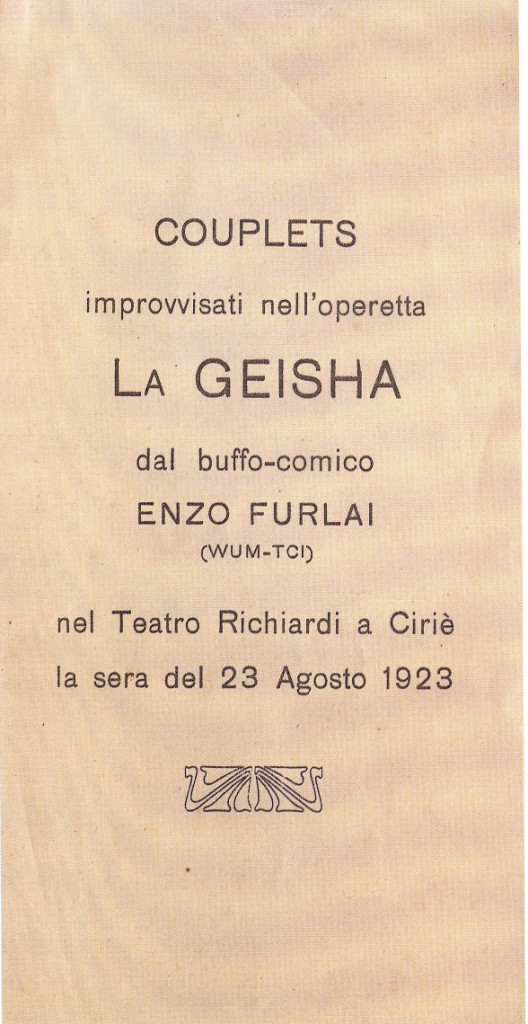 COUPLETS
improvvisati nell'operetta
LA GEISHA
dal buffo-comico
ENZO FURLAI
(WUM-TCI)
nel Teatro Richiardi a Ciriè
la sera del 23 Agosto 1923